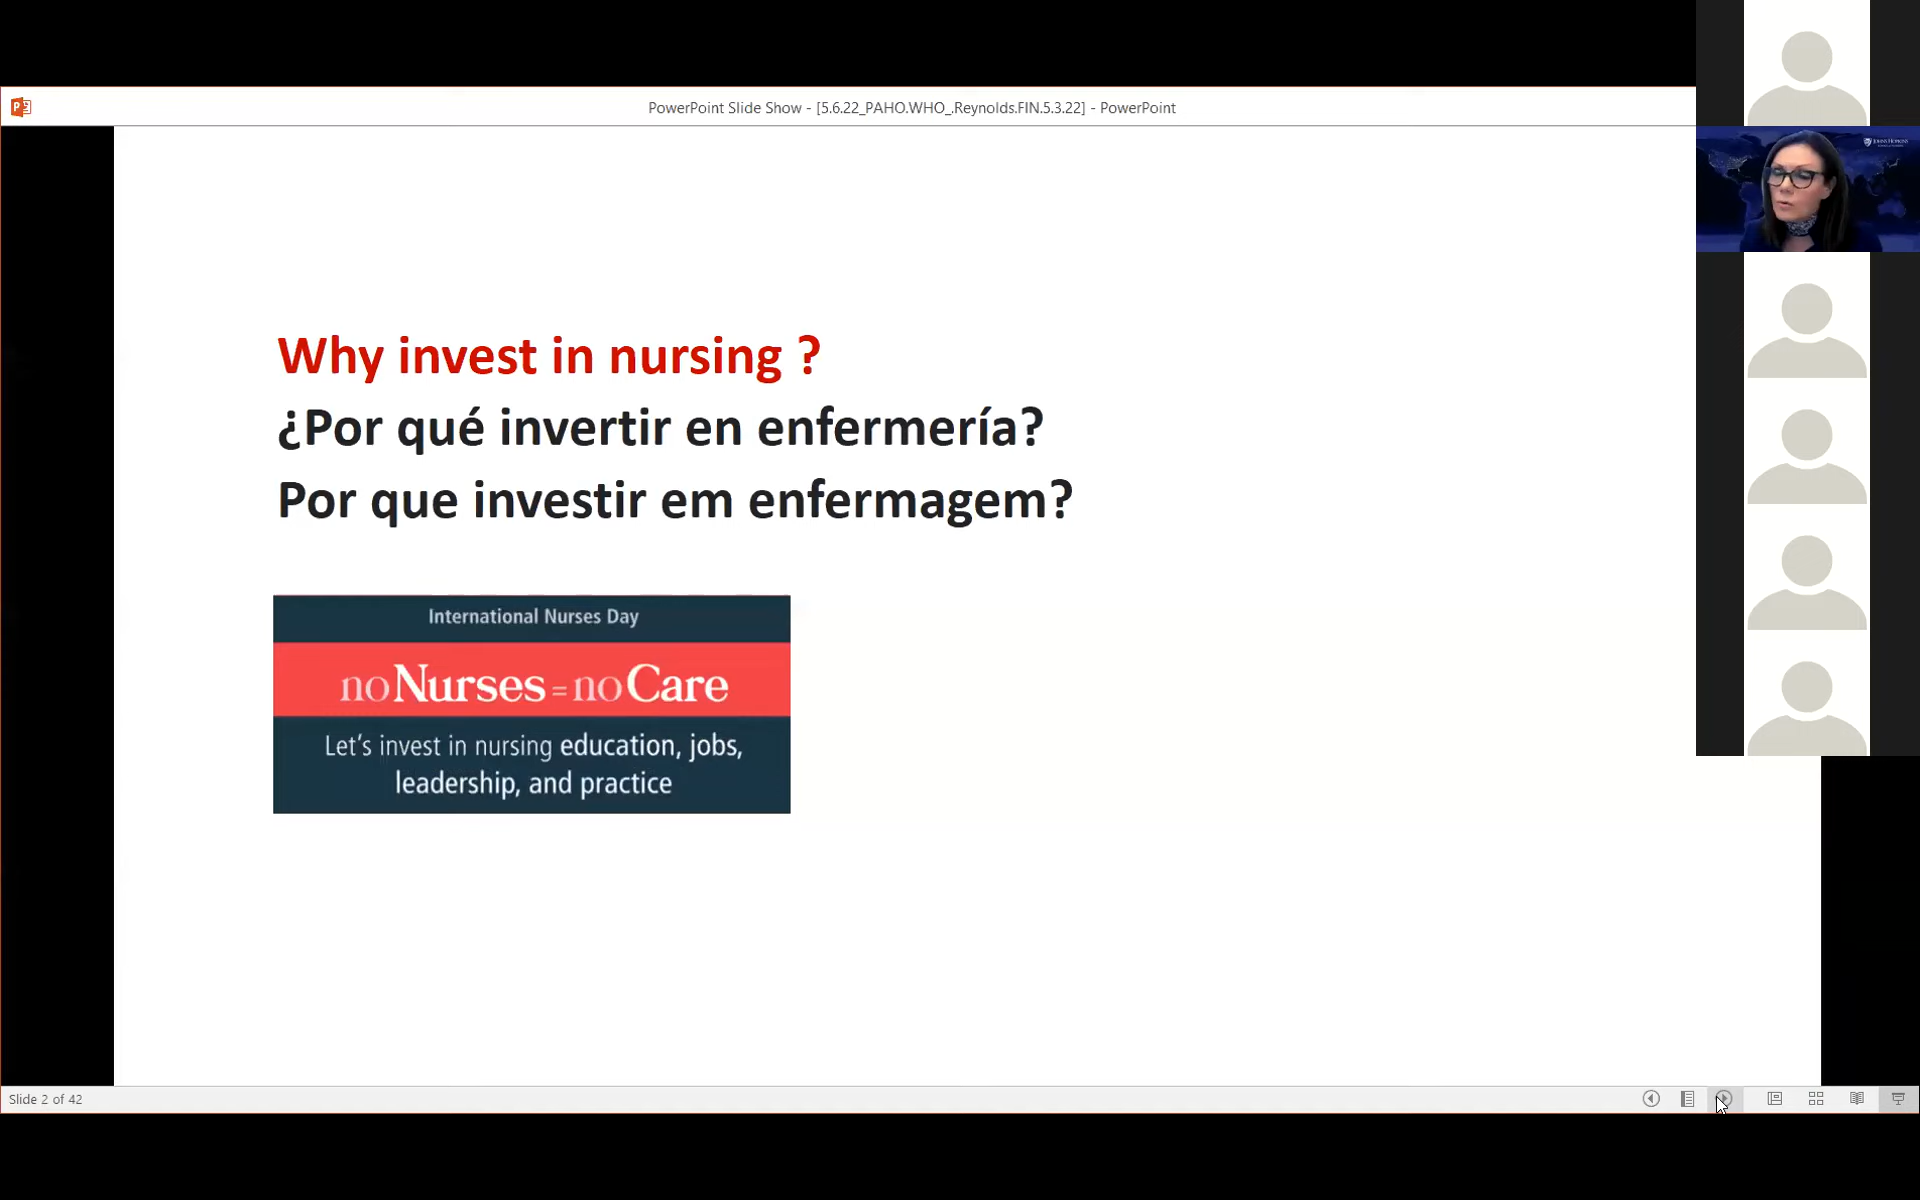 PowerPoint Slide Show - [5.6.22_PAHO.WHO_.Reynolds.FIN.5.3.22] - PowerPoint
JOHNS HOPKINS
Why invest in nursing ?
¿Por qué invertir en enfermería?
Por que investir em enfermagem?
International Nurses Day
noNurses=noCare
Let's invest in nursing education, jobs,
leadership, and practice
Slide 2 of 42